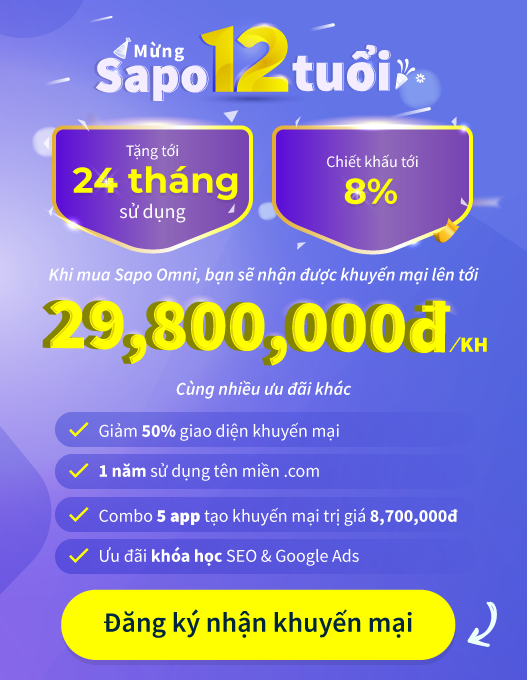 Mừng
Sapo 12 tuổi
Tặng tới
24 tháng
sử dụng
Chiết khấu tới
8%
Khi mua Sapo Omni, bạn sẽ nhận được khuyến mại lên tới
29,800,000đ/KH
Cùng nhiều ưu đãi khác
Giảm 50% giao diện khuyến mại
1 năm sử dụng tên miền .com
Combo 5 app tạo khuyến mại trị giá 8,700,000đ
Ưu đãi khóa học SEO & Google Ads
Đăng ký nhận khuyến mại